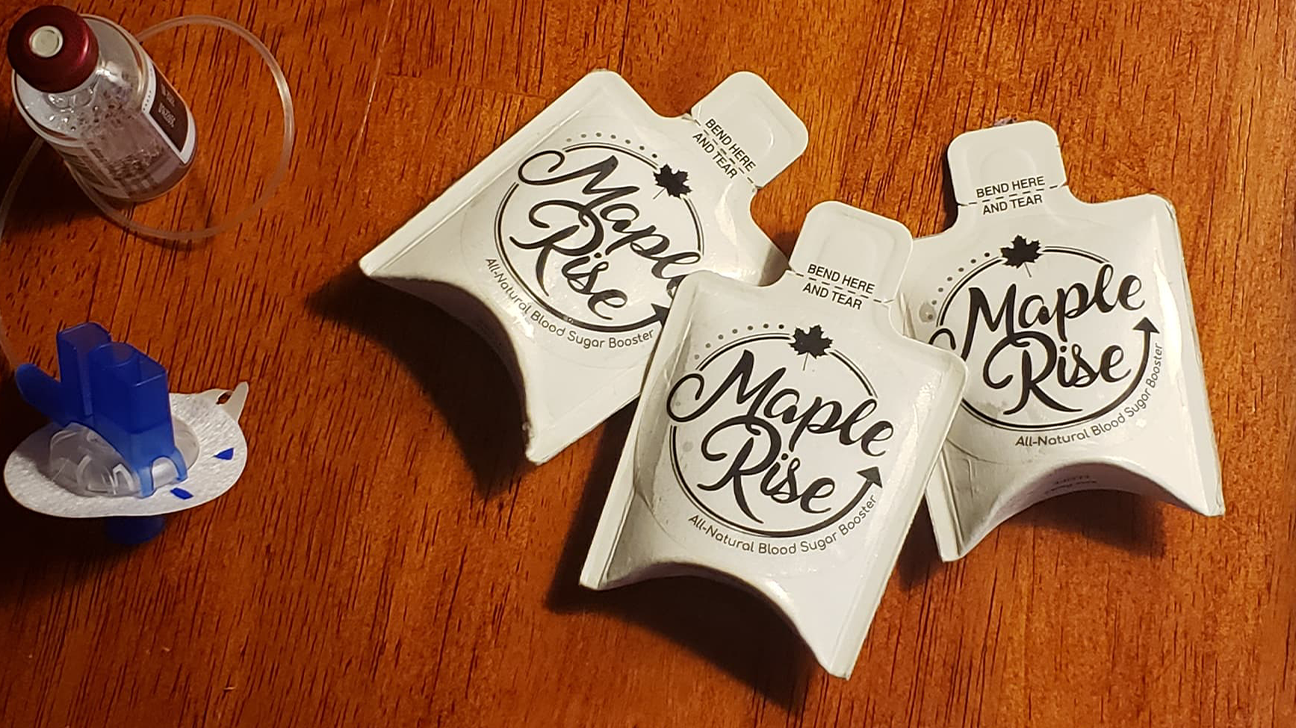 BEND HERE
AND TEAR
Maple
Rise
All-Natural Blood Sugar Booster
BEND HERE
AND TEAR
Maple
Rise
All-Natural Blood Sugar Booster
BEND HERE
AND TEAR
Maple
Rise
All-Natural Blood Sugar Booster